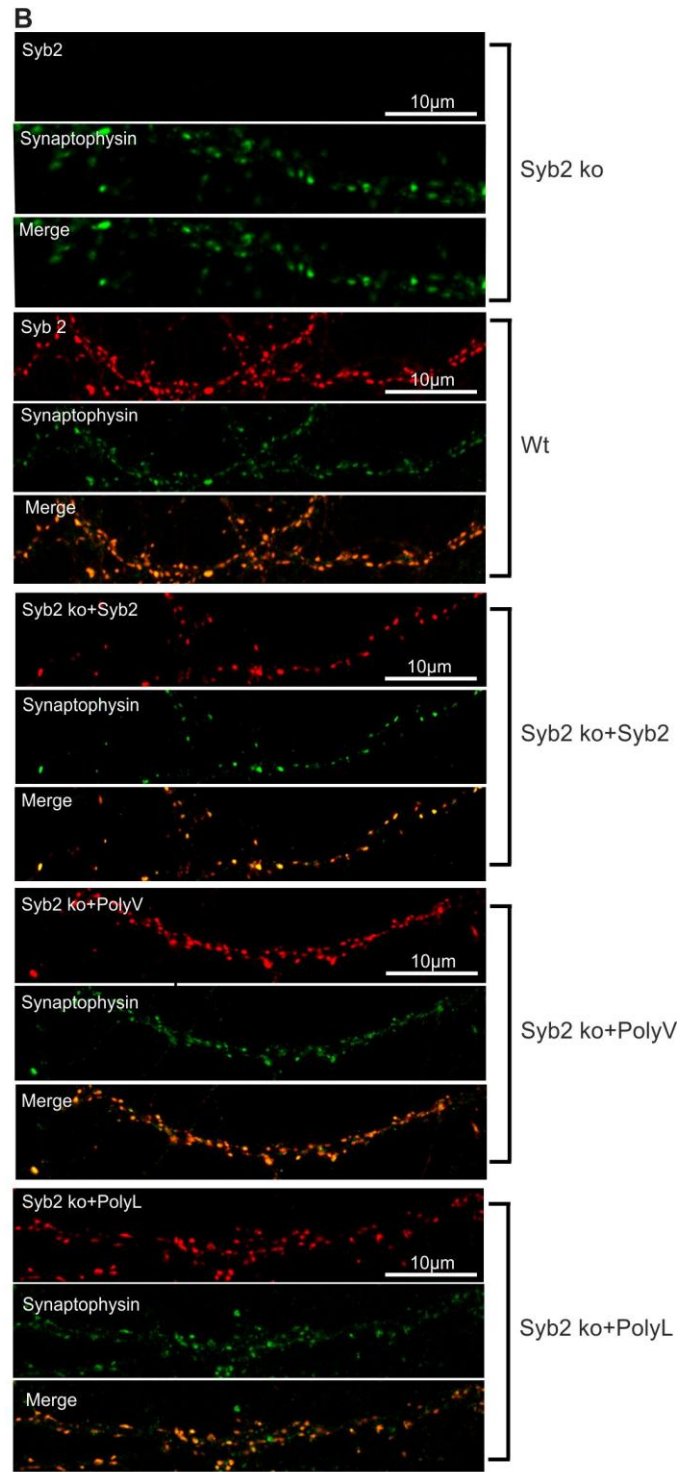 B
Syb2
10µm
Synaptophysin
Merge
Syb2 ko
Syb 2
10µm
Synaptophysin
Merge
Wt
Syb2 ko+Syb2
10µm
Synaptophysin
Merge
Syb2 ko+Syb2
Syb2 ko+PolyV
10µm
Synaptophysin
Merge
Syb2 ko+PolyV
Syb2 ko+PolyL
10µm
Synaptophysin
Merge
Syb2 ko+PolyL